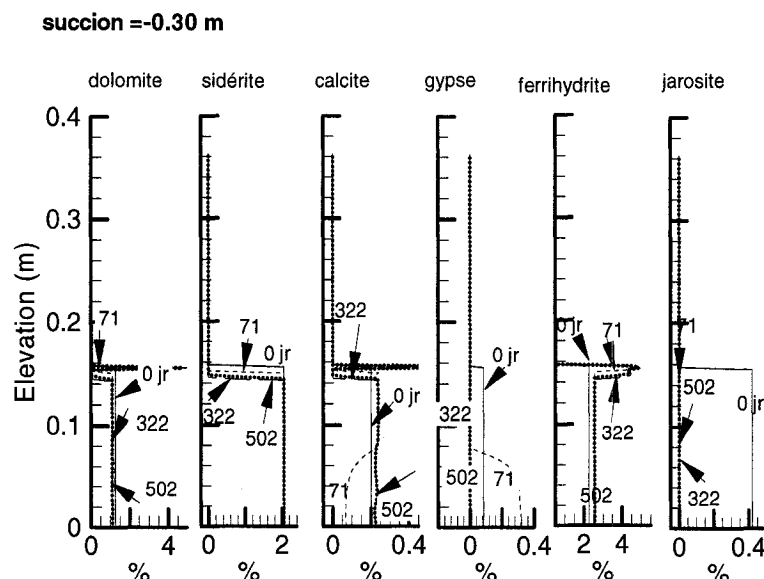 succion =-0.30 m
dolomite sidérite calcite gypse ferrihydrite jarosite
0.4
0.3
0.2
0.1
0
Elevation (m)
71
0 jr
322
502
0 jr
322
502
322
0 jr
71
502
0 jr
322
502
71
0 jr
71
322
502
71
502
0 jr
322
0 4 0 2 0 0.4 0 0.4 2 4 0 0.4
% % % % % %